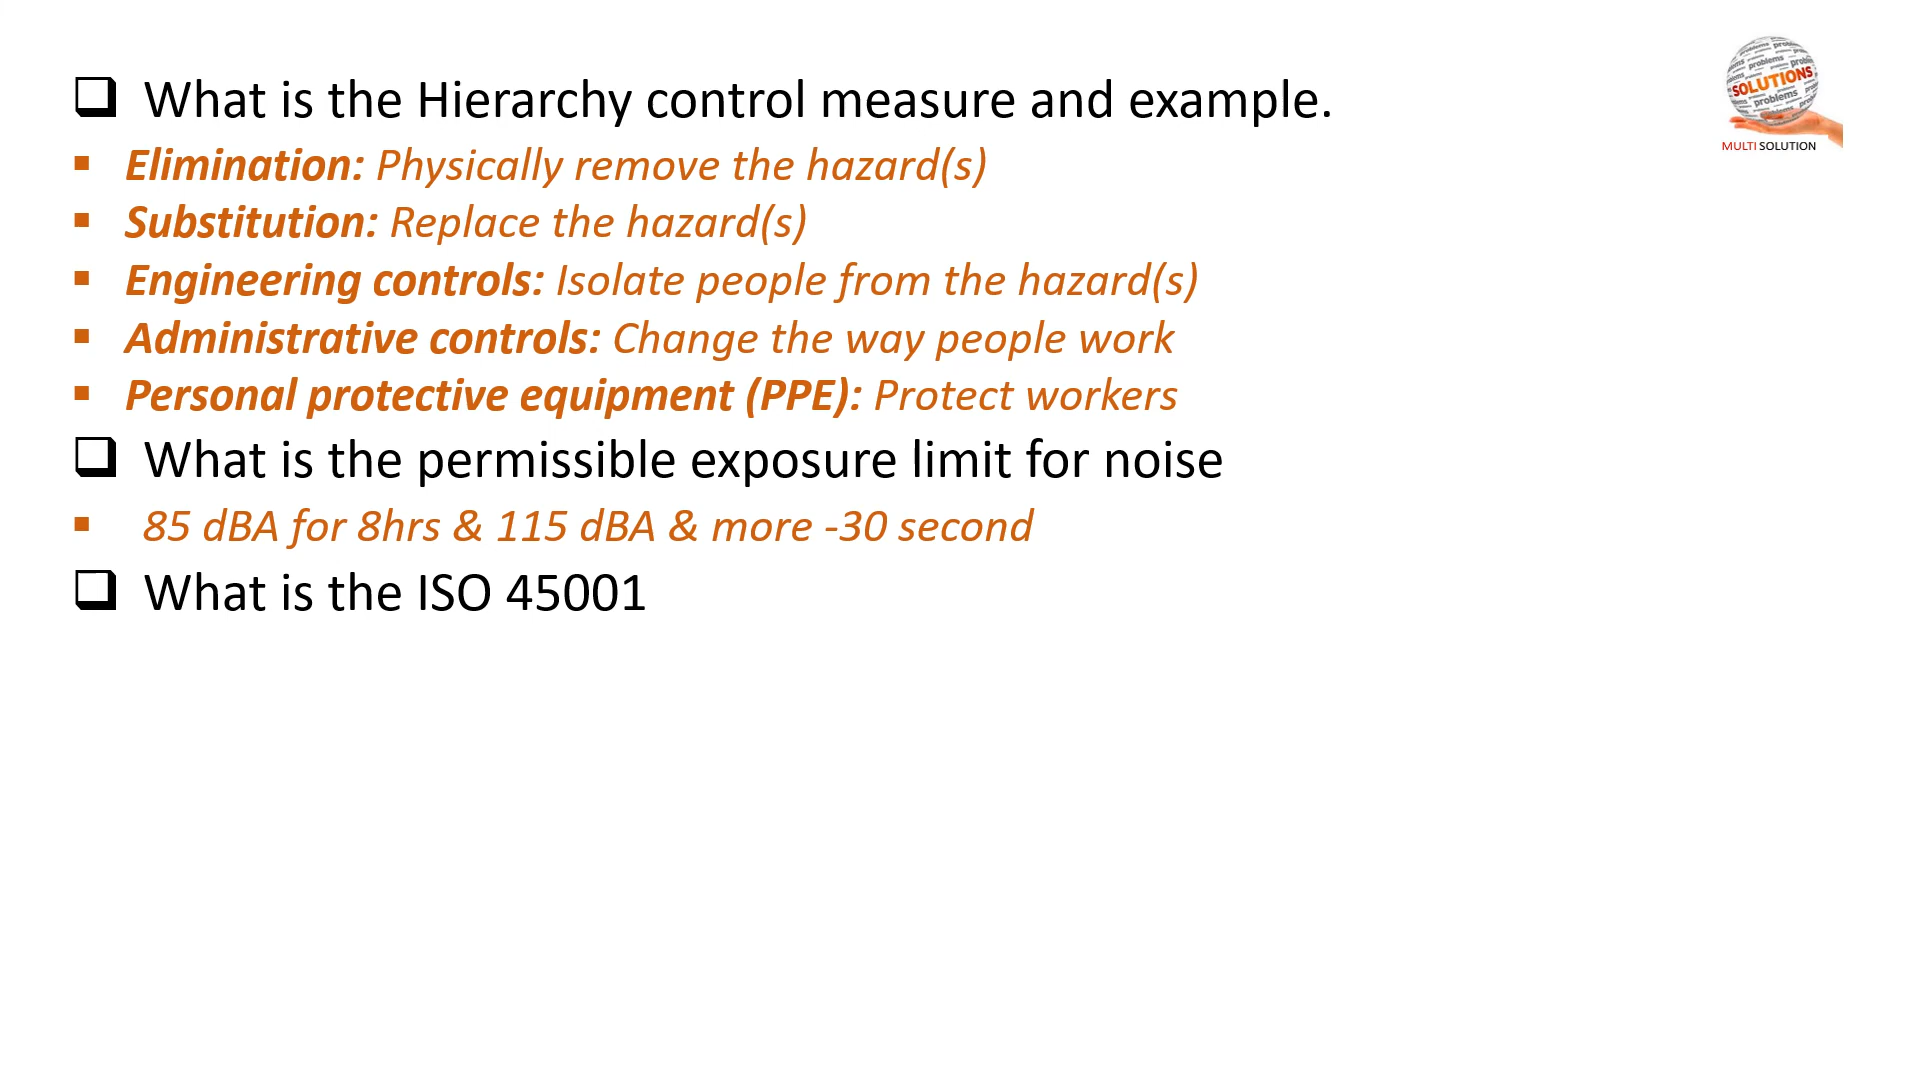 What is the Hierarchy control measure and example.
Elimination: Physically remove the hazard(s)
Substitution: Replace the hazard(s)
Engineering controls: Isolate people from the hazard(s)
Administrative controls: Change the way people work
Personal protective equipment (PPE): Protect workers
What is the permissible exposure limit for noise
85 dBA for 8hrs & 115 dBA & more -30 second
What is the ISO 45001
SOLUTIONS
problems
MULTI SOLUTION